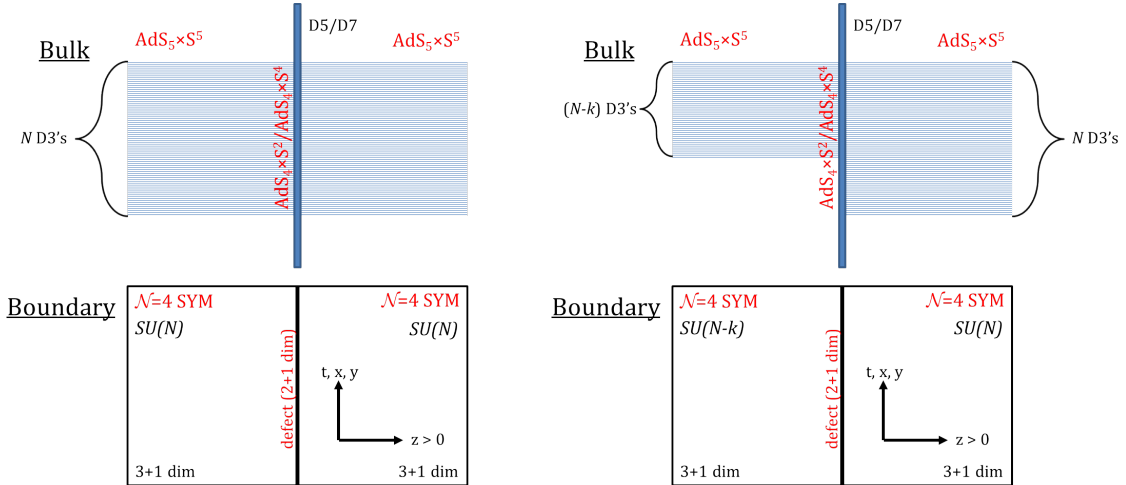 D5/D7
AdS₅×S⁵
AdS₅×S⁵
Bulk
N D3's
AdS₄×S²/AdS₄×S⁴
Boundary
𝒩=4 SYM
SU(N)
𝒩=4 SYM
SU(N)
defect (2+1 dim)
t, x, y
z > 0
3+1 dim
3+1 dim
D5/D7
AdS₅×S⁵
AdS₅×S⁵
Bulk
(N-k) D3's
AdS₄×S²/AdS₄×S⁴
N D3's
Boundary
𝒩=4 SYM
SU(N-k)
𝒩=4 SYM
SU(N)
defect (2+1 dim)
t, x, y
z > 0
3+1 dim
3+1 dim